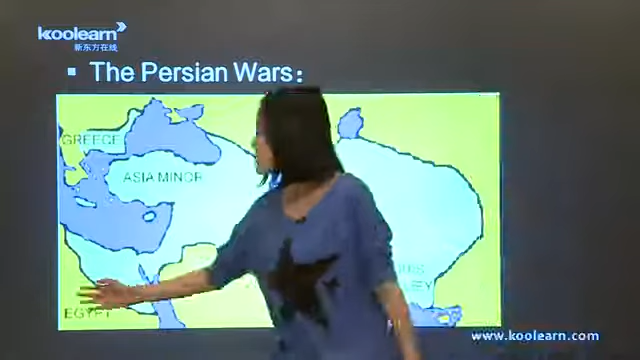 koolearn
新东方在线
The Persian Wars:
GREECE
ASIA MINOR
EGYPT
www.koolearn.com